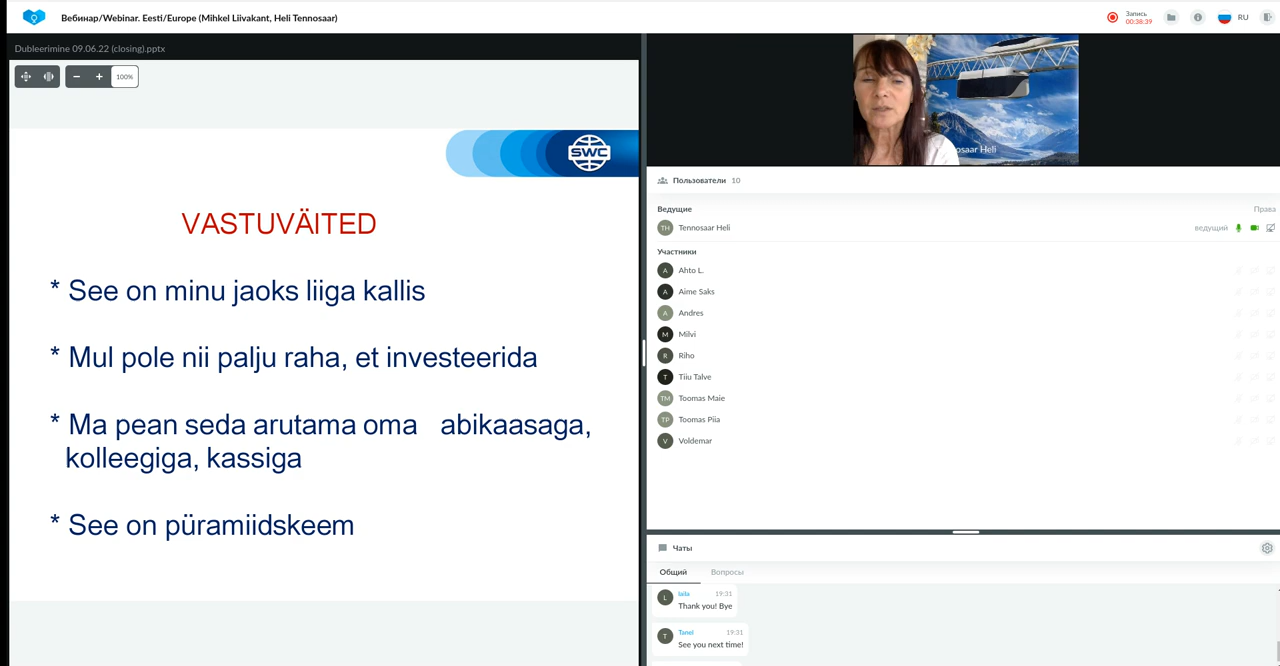 Вебинар/Webinar. Eesti/Europe (Mihkel Liivakant, Heli Tennosaar)
Запись
00:38:39
RU
Dubleerimine 09.06.22 (closing).pptx
100%
SWC
VASTUVÄITED
* See on minu jaoks liiga kallis
* Mul pole nii palju raha, et investeerida
* Ma pean seda arutama oma abikaasaga,
kolleegiga, kassiga
* See on püramiidskeem
osaar Heli
Пользователи 10
Ведущие
Права
TH Tennosaar Heli
ведущий
Участники
A Ahto L.
A Aime Saks
A Andres
M Milvi
R Riho
T Tiiu Talve
TM Toomas Maie
TP Toomas Piia
V Voldemar
Чаты
Общий Вопросы
L laila 19:31
Thank you! Bye
T Tanel 19:31
See you next time!